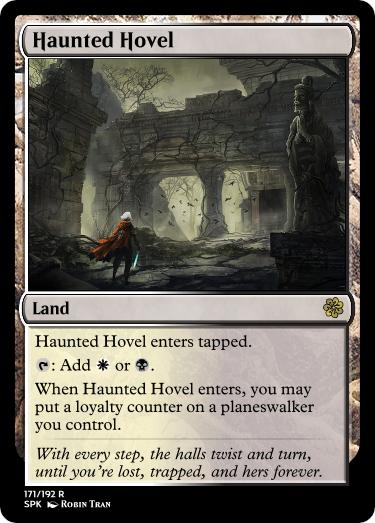 Haunted Hovel
Land
Haunted Hovel enters tapped.
: Add or .
When Haunted Hovel enters, you may
put a loyalty counter on a planeswalker
you control.
With every step, the halls twist and turn,
until you're lost, trapped, and hers forever.
171/192 R
SPK Robin Tran